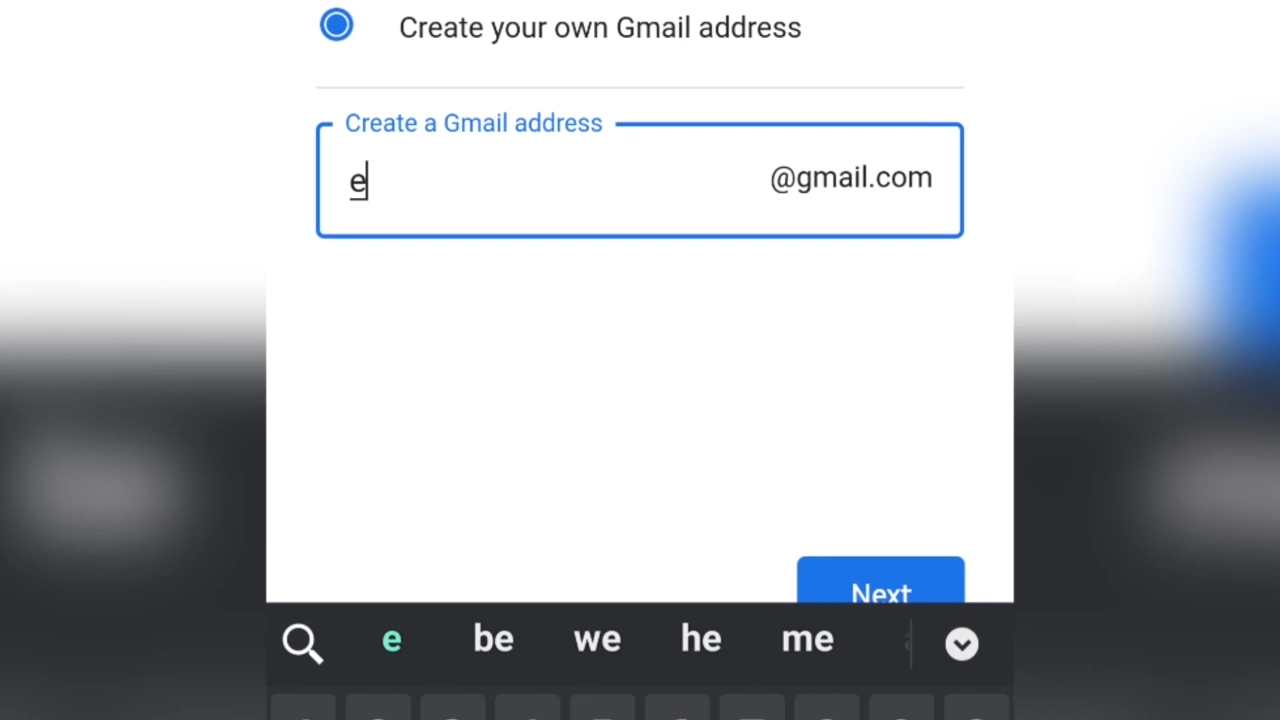 Create your own Gmail address
Create a Gmail address
e @gmail.com
Next
e be we he me